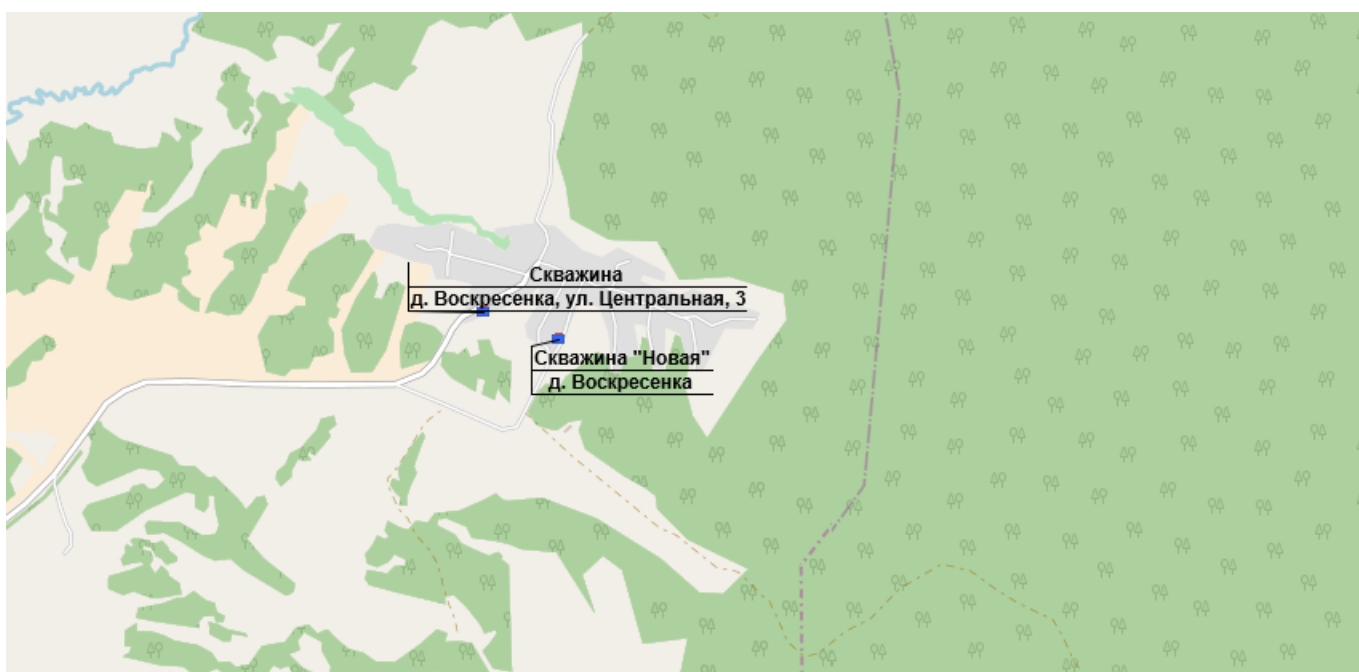 Скважина
д. Воскресенка, ул. Центральная, 3
Скважина "Новая"
д. Воскресенка